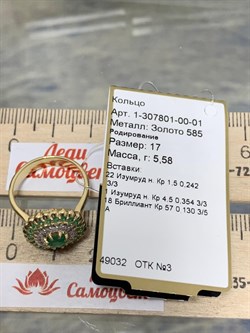 Леди
Самоцвет
Кольцо
Арт. 1-307801-00-01
Металл: Золото 585
Родирование
Размер: 17
Масса, г: 5,58
Вставки:
22 Изумруд н. Кр 1.5 0,242
3/3
1 Изумруд н. Кр 4.5 0.354 3/3
18 Бриллиант Кр 57 0 130 3/5
А
49032 ОТК №3
Самоцвет